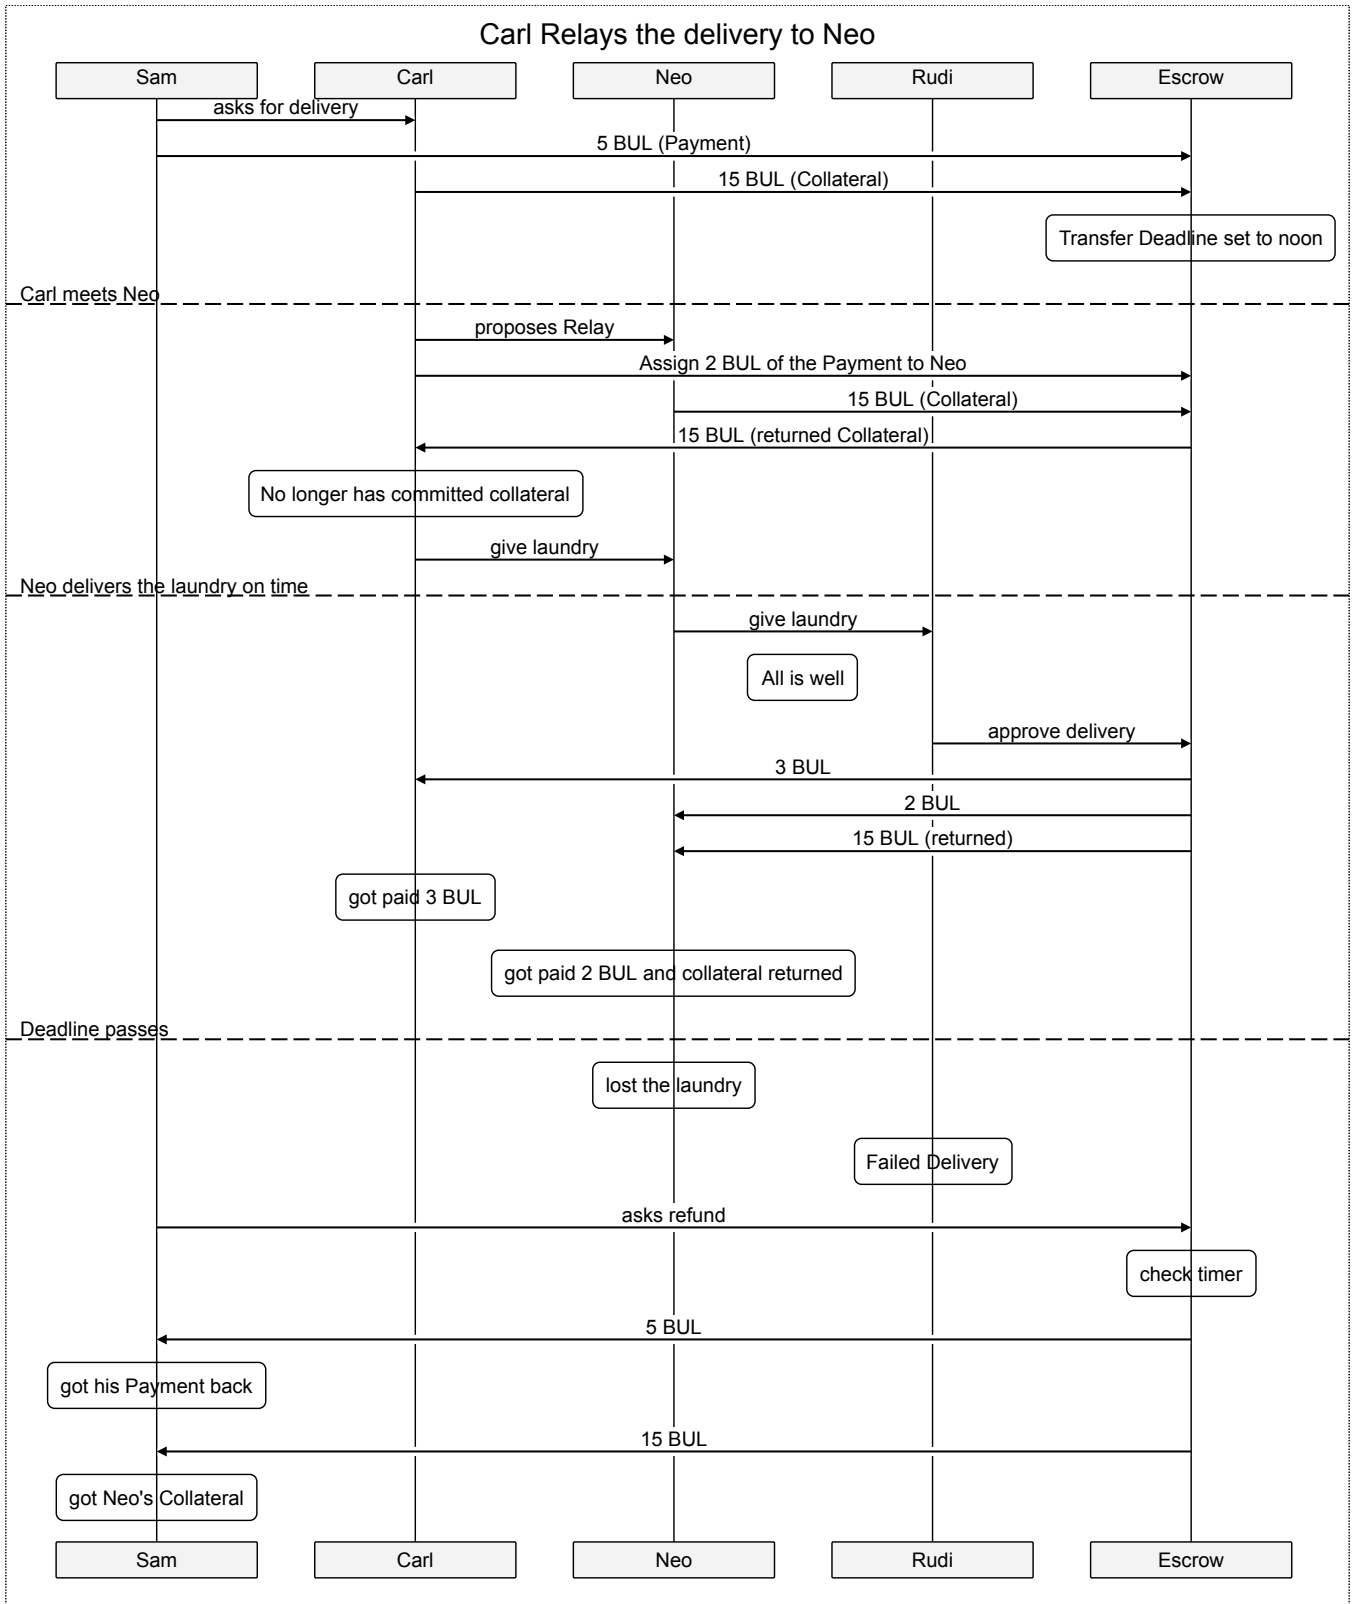 Carl Relays the delivery to Neo
Sam Carl Neo Rudi Escrow
asks for delivery
5 BUL (Payment)
15 BUL (Collateral)
Transfer Deadline set to noon
Carl meets Neo
proposes Relay
Assign 2 BUL of the Payment to Neo
15 BUL (Collateral)
15 BUL (returned Collateral)
No longer has committed collateral
give laundry
Neo delivers the laundry on time
give laundry
All is well
approve delivery
3 BUL
2 BUL
15 BUL (returned)
got paid 3 BUL
got paid 2 BUL and collateral returned
Deadline passes
lost the laundry
Failed Delivery
asks refund
check timer
5 BUL
got his Payment back
15 BUL
got Neo's Collateral
Sam Carl Neo Rudi Escrow